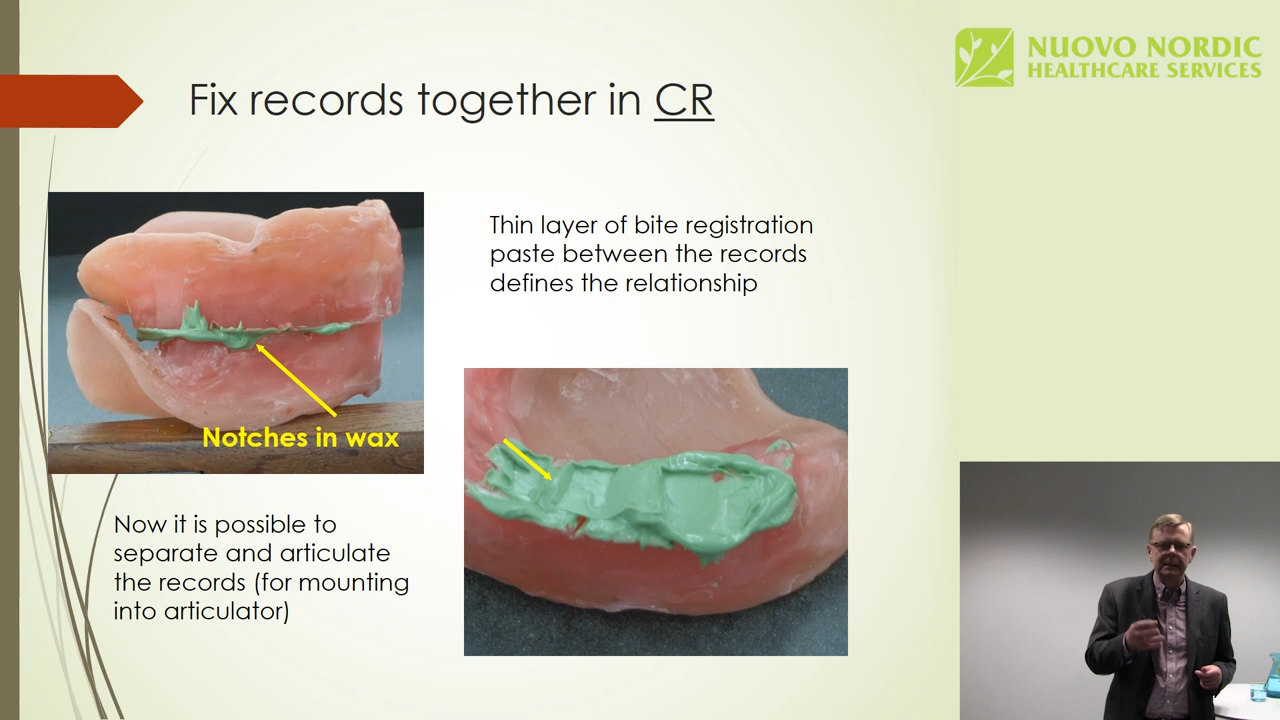 NUOVO NORDIC
HEALTHCARE SERVICES
Fix records together in CR
Thin layer of bite registration
paste between the records
defines the relationship
Notches in wax
Now it is possible to
separate and articulate
the records (for mounting
into articulator)